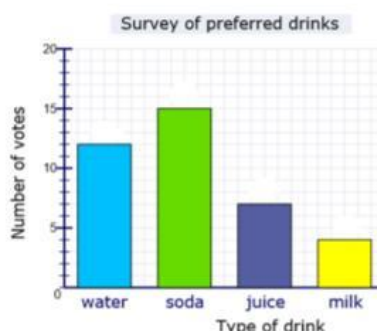 Survey of preferred drinks
Number of votes
20
15
10
5
0
water soda juice milk
Type of drink